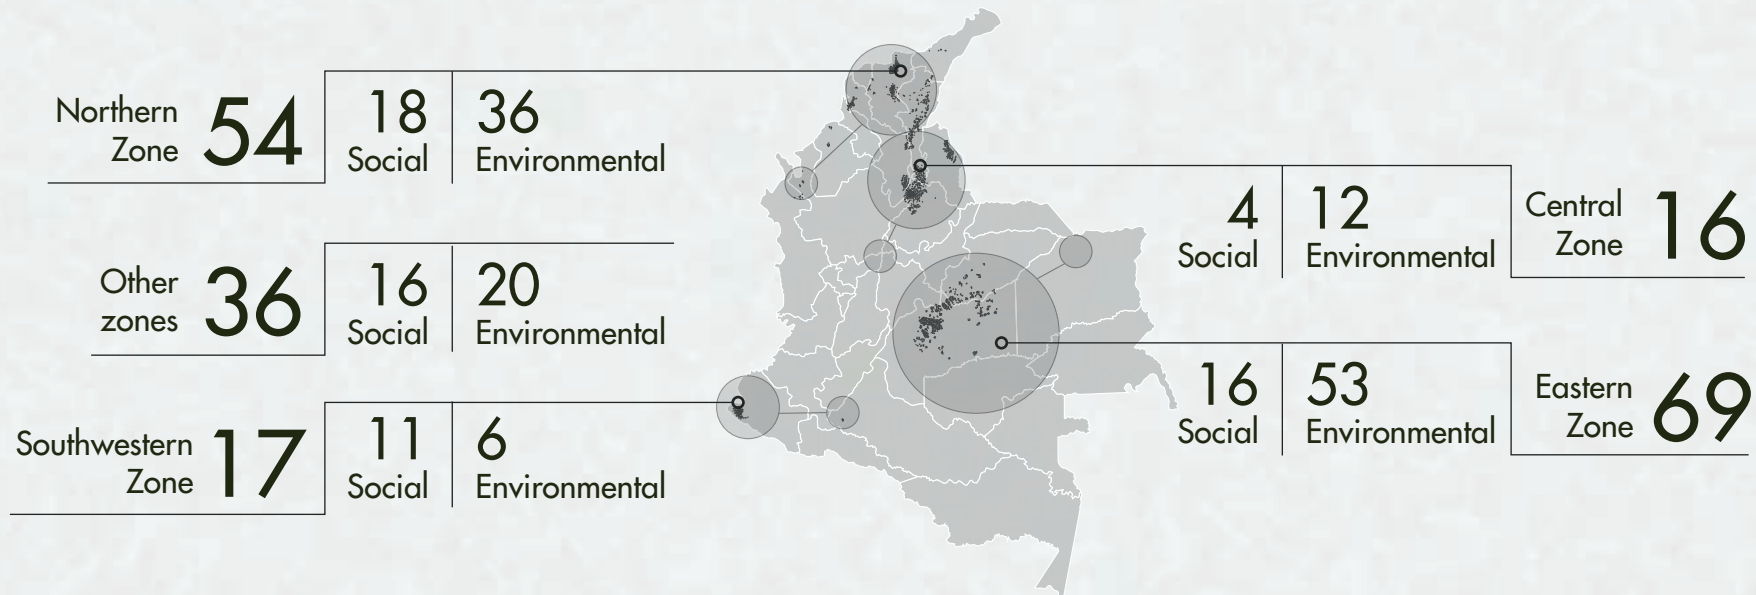 Northern
Zone
54
18
Social
36
Environmental
Other
zones
36
16
Social
20
Environmental
Southwestern
Zone
17
11
Social
6
Environmental
4
Social
12
Environmental
Central
Zone
16
16
Social
53
Environmental
Eastern
Zone
69